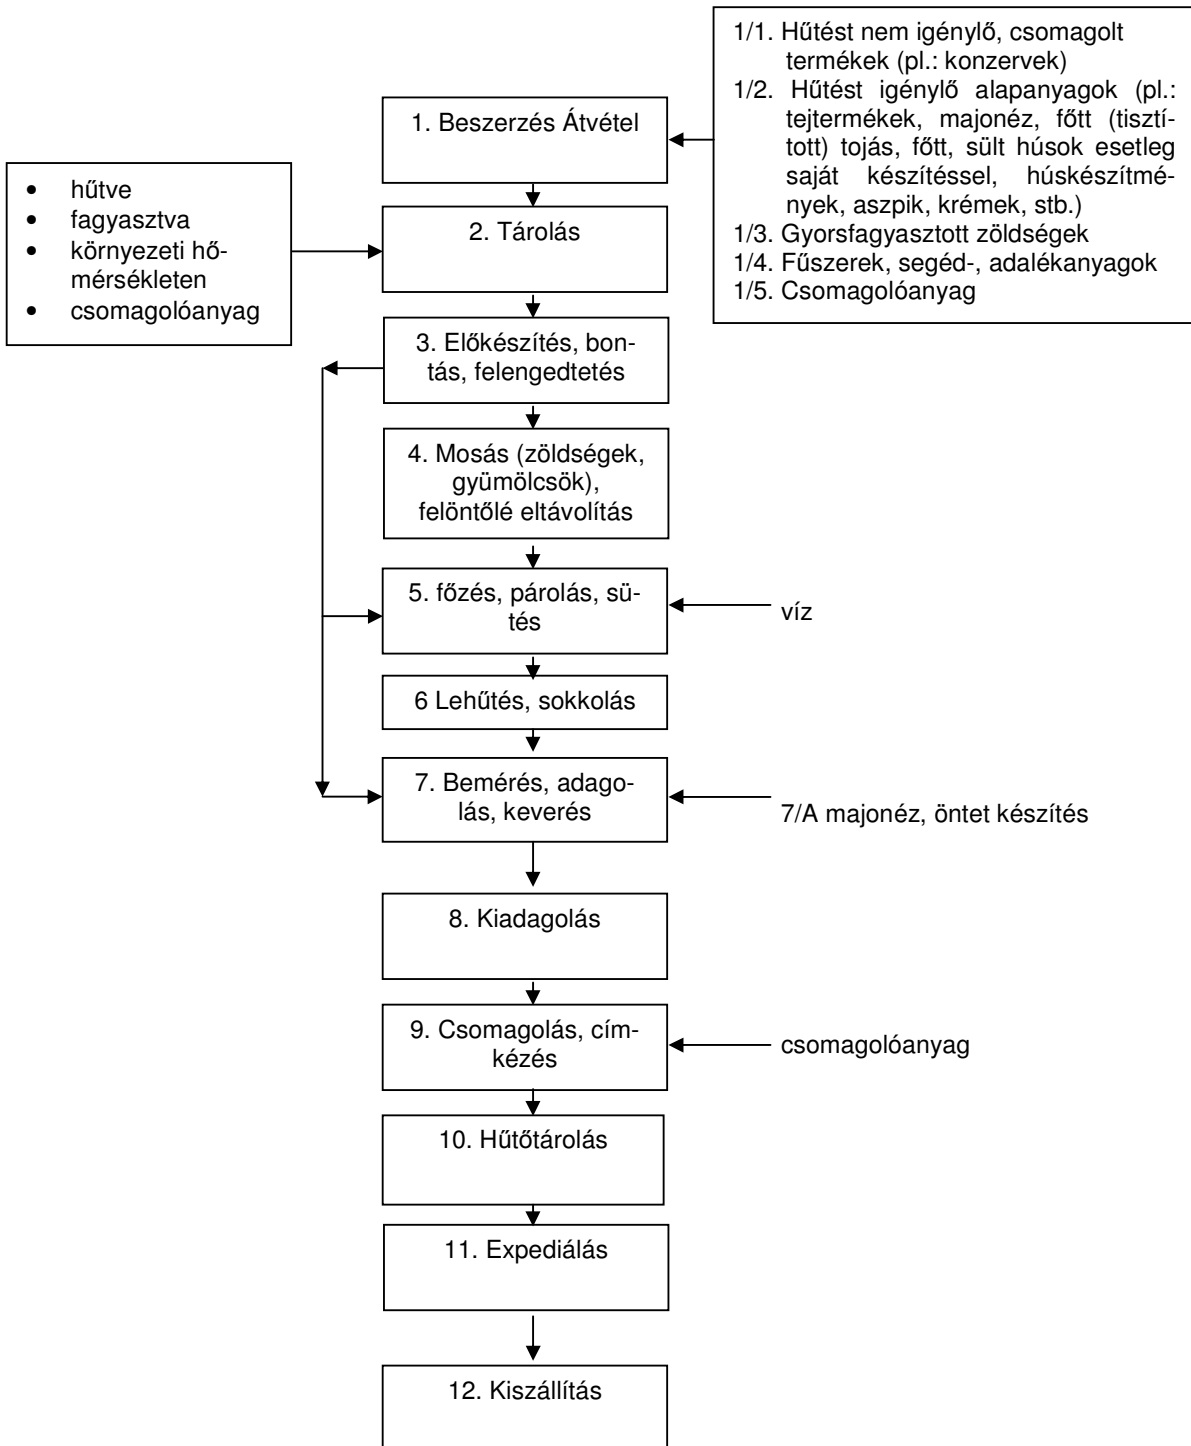 1/1. Hűtést nem igénylő, csomagolt
termékek (pl.: konzervek)
1/2. Hűtést igénylő alapanyagok (pl.:
tejtermékek, majonéz, főtt (tisztí-
tott) tojás, főtt, sült húsok esetleg
saját készítéssel, húskészítmé-
nyek, aszpik, krémek, stb.)
1/3. Gyorsfagyasztott zöldségek
1/4. Fűszerek, segéd-, adalékanyagok
1/5. Csomagolóanyag
1. Beszerzés Átvétel
• hűtve
• fagyasztva
• környezeti hő-
mérsékleten
• csomagolóanyag
2. Tárolás
3. Előkészítés, bon-
tás, felengedtetés
4. Mosás (zöldségek,
gyümölcsök),
felöntőlé eltávolítás
5. főzés, párolás, sü-
tés
víz
6 Lehűtés, sokkolás
7. Bemérés, adago-
lás, keverés
7/A majonéz, öntet készítés
8. Kiadagolás
9. Csomagolás, cím-
kézés
csomagolóanyag
10. Hűtőtárolás
11. Expediálás
12. Kiszállítás